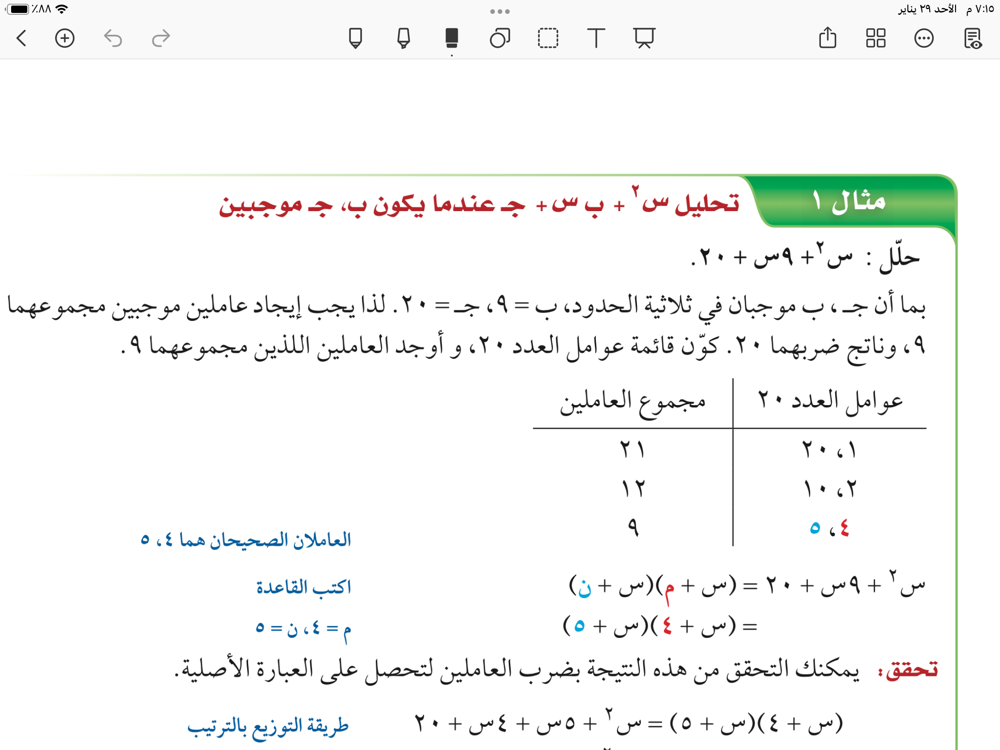 ٧:١٥ م الأحد ٢٩ يناير
٪٨٨
مثال ١
تحليل س٢ + ب س + جـ عندما يكون ب، جـ موجبين
حلّل : س٢ + ٩س + ٢٠.
بما أن جـ ، ب موجبان في ثلاثية الحدود، ب = ٩، جـ = ٢٠. لذا يجب إيجاد عاملين موجبين مجموعهما
٩، وناتج ضربهما ٢٠. كوّن قائمة عوامل العدد ٢٠، و أوجد العاملين اللذين مجموعهما ٩.
عوامل العدد ٢٠ مجموع العاملين
١، ٢٠ ٢١
٢، ١٠ ١٢
٤، ٥ ٩
العاملان الصحيحان هما ٤، ٥
س٢ + ٩س + ٢٠ = (س + م)(س + ن) اكتب القاعدة
= (س + ٤)(س + ٥) م = ٤، ن = ٥
تحقق: يمكنك التحقق من هذه النتيجة بضرب العاملين لتحصل على العبارة الأصلية.
(س + ٤)(س + ٥) = س٢ + ٥س + ٤س + ٢٠ طريقة التوزيع بالترتيب